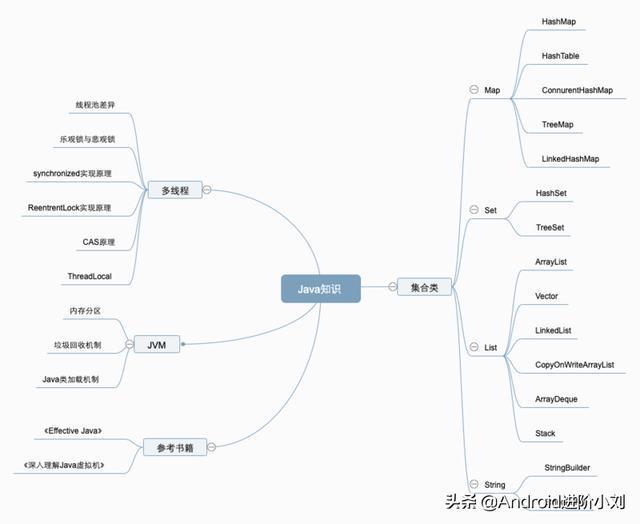 Java知识
多线程
线程池差异
乐观锁与悲观锁
synchronized实现原理
ReentrentLock实现原理
CAS原理
ThreadLocal
JVM
内存分区
垃圾回收机制
Java类加载机制
参考书籍
《Effective Java》
《深入理解Java虚拟机》
集合类
Map
HashMap
HashTable
ConnurentHashMap
TreeMap
LinkedHashMap
Set
HashSet
TreeSet
List
ArrayList
Vector
LinkedList
CopyOnWriteArrayList
ArrayDeque
Stack
String
StringBuilder
头条 @Android进阶小刘